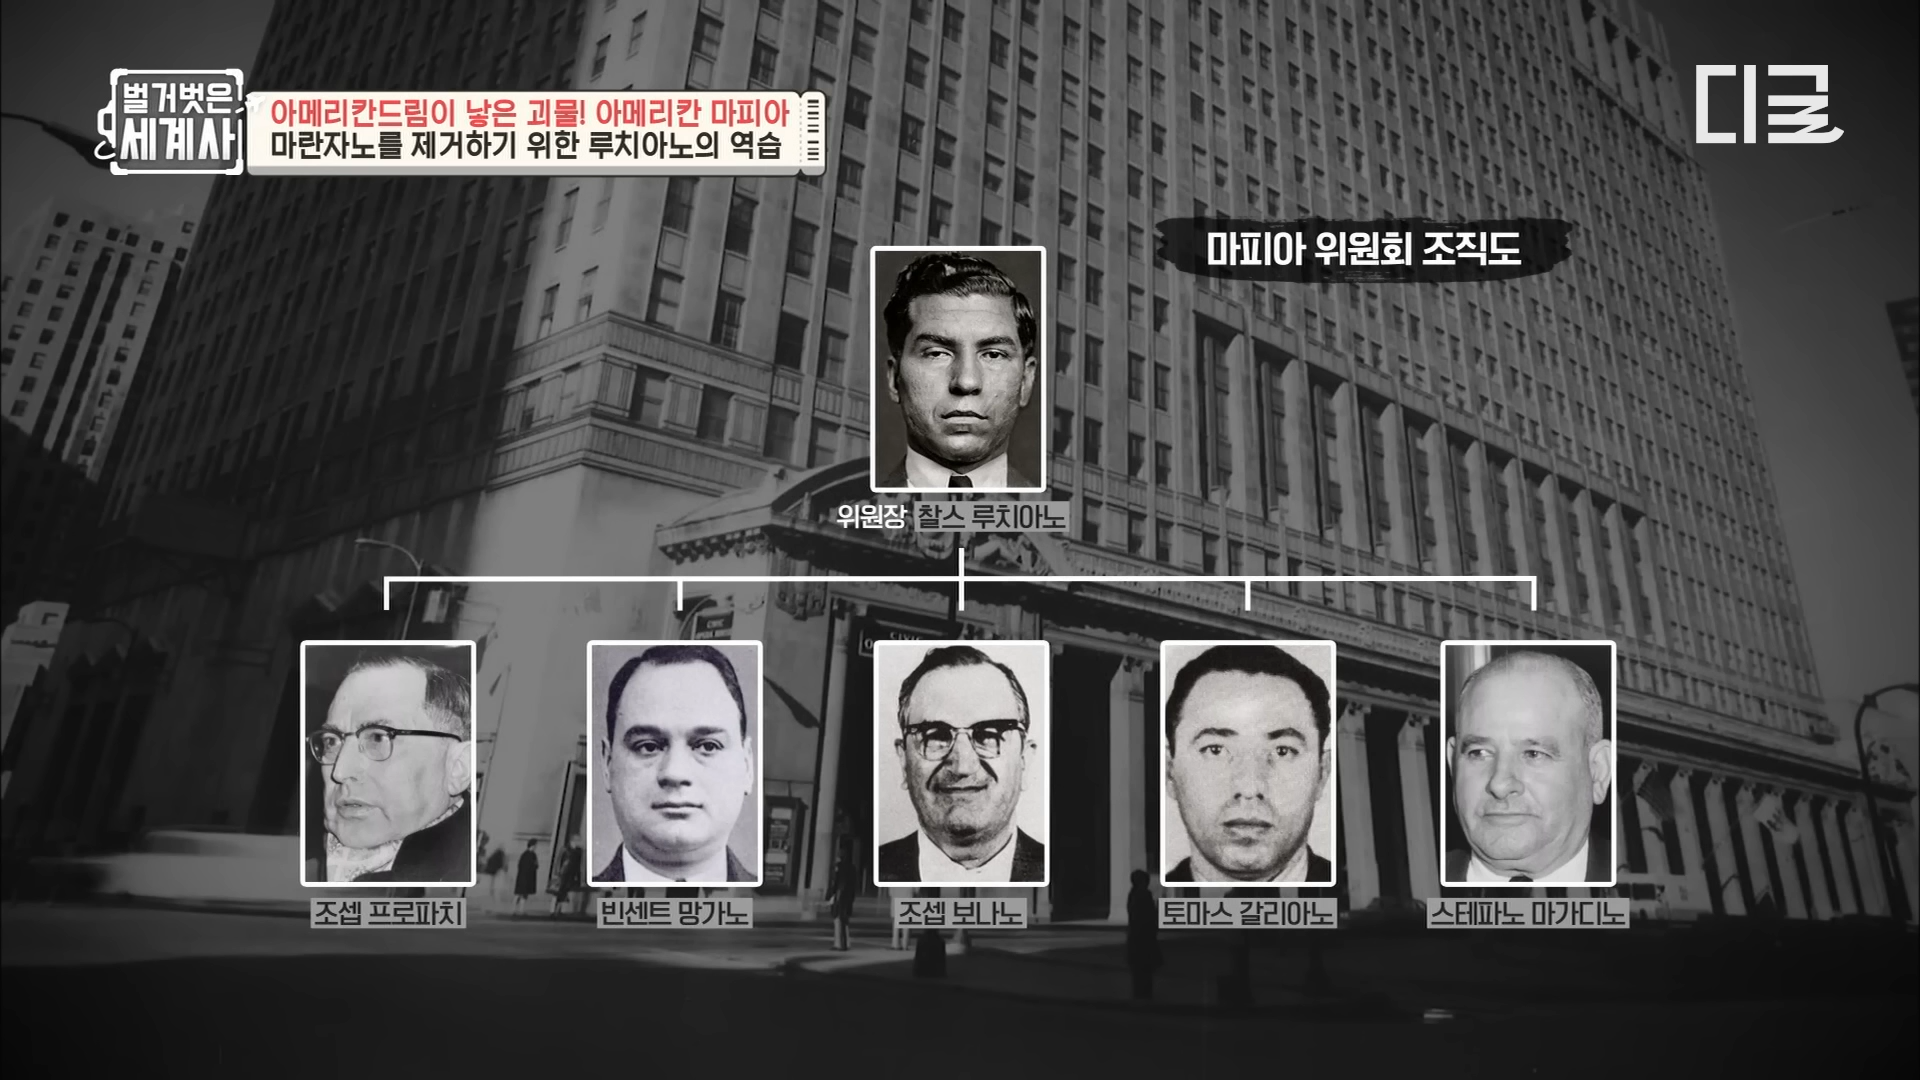 벌거벗은
세계사
아메리칸드림이 낳은 괴물! 아메리칸 마피아
마란자노를 제거하기 위한 루치아노의 역습
디글
마피아 위원회 조직도
위원장 찰스 루치아노
CIVIC
CIVIC
조셉 프로파치
빈센트 망가노
조셉 보나노
토마스 갈리아노
스테파노 마가디노